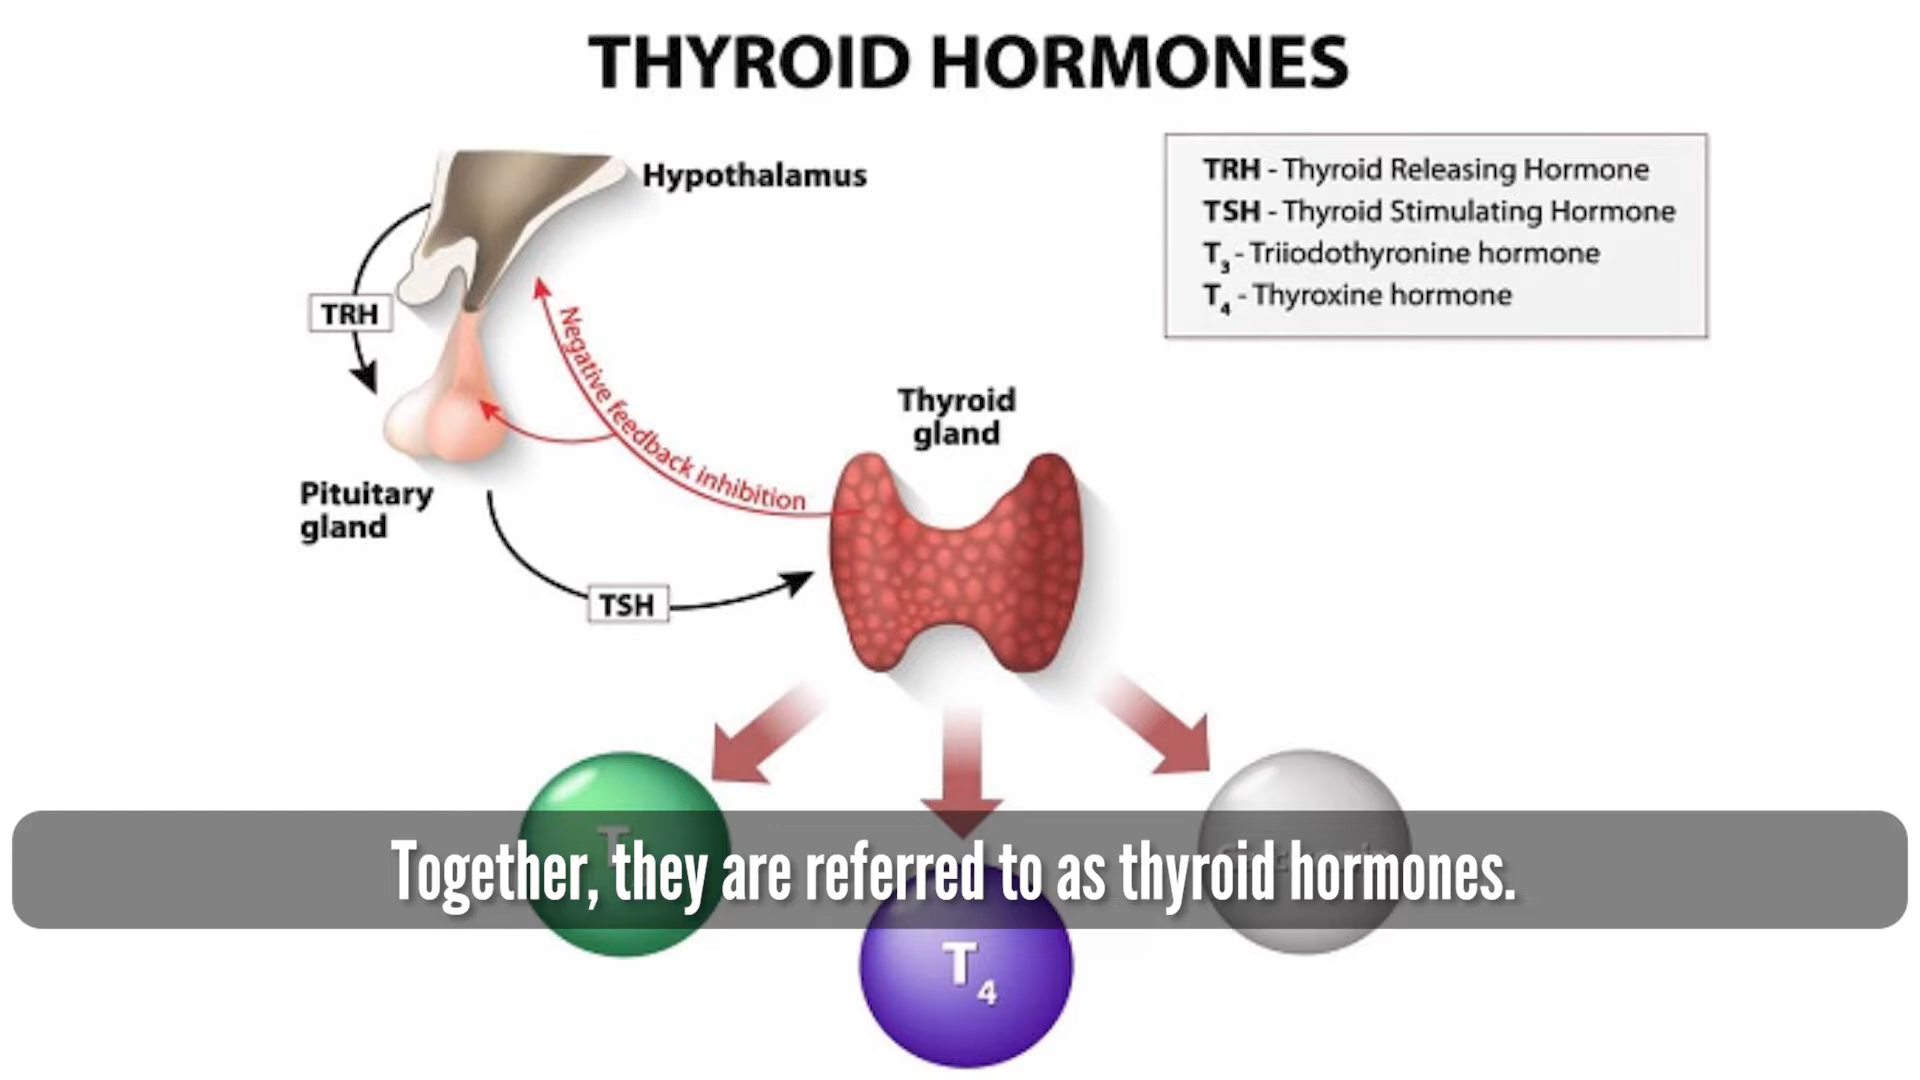 THYROID HORMONES
Hypothalamus
TRH - Thyroid Releasing Hormone
TSH - Thyroid Stimulating Hormone
T₃ - Triiodothyronine hormone
T₄ - Thyroxine hormone
TRH
Negative feedback inhibition
Thyroid
gland
Pituitary
gland
TSH
Together, they are referred to as thyroid hormones.
T₄